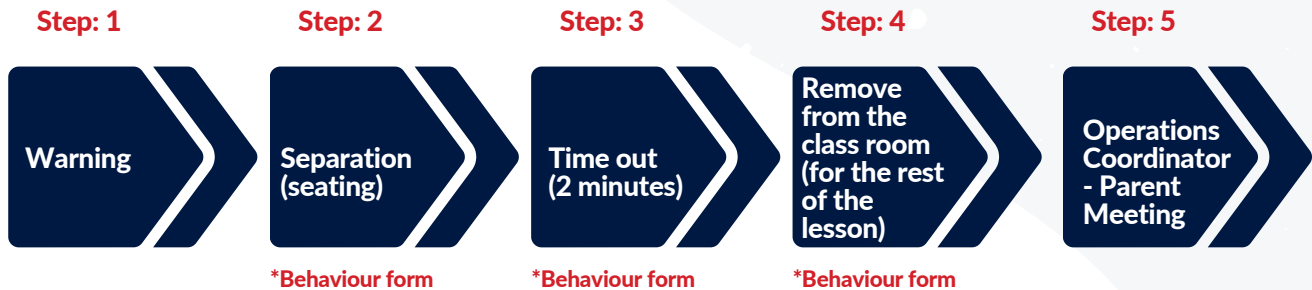 Step: 1
Step: 2
Step: 3
Step: 4
Step: 5
Warning
Separation
(seating)
Time out
(2 minutes)
Remove
from the
class room
(for the rest
of the
lesson)
Operations
Coordinator
- Parent
Meeting
*Behaviour form
*Behaviour form
*Behaviour form